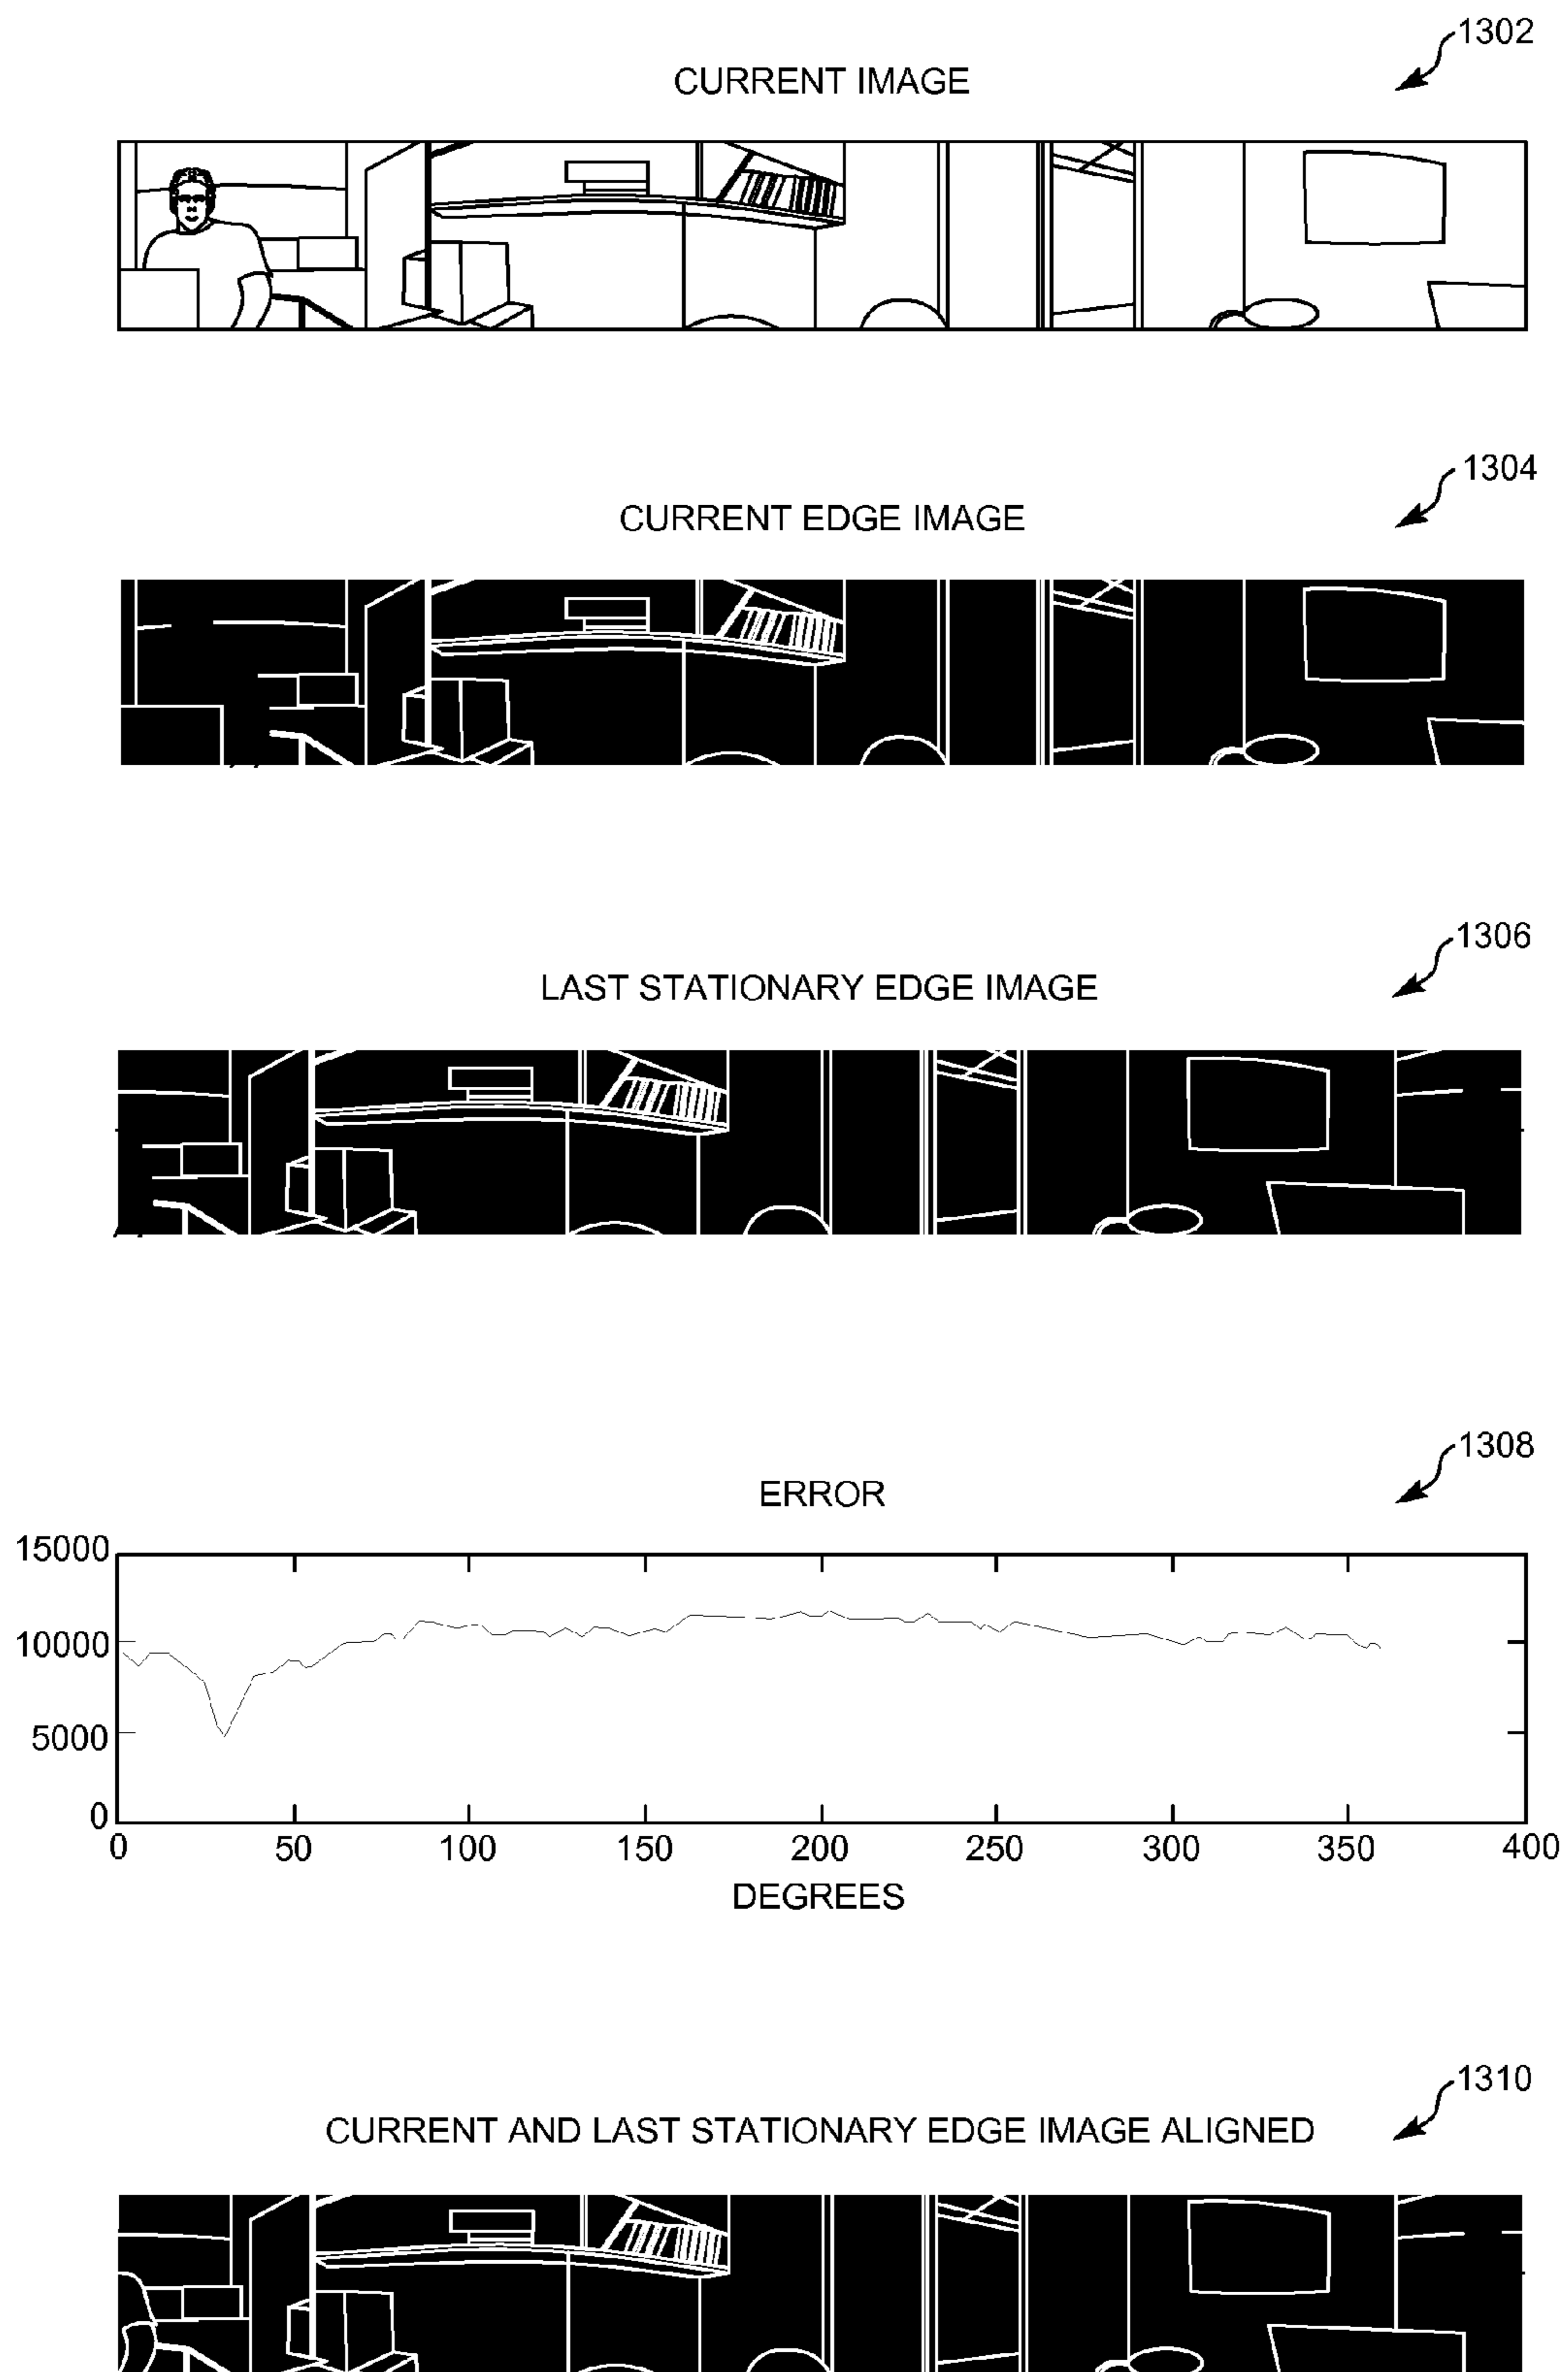 1302
CURRENT IMAGE
1304
CURRENT EDGE IMAGE
1306
LAST STATIONARY EDGE IMAGE
1308
ERROR
15000
10000
5000
0
0 50 100 150 200 250 300 350 400
DEGREES
1310
CURRENT AND LAST STATIONARY EDGE IMAGE ALIGNED